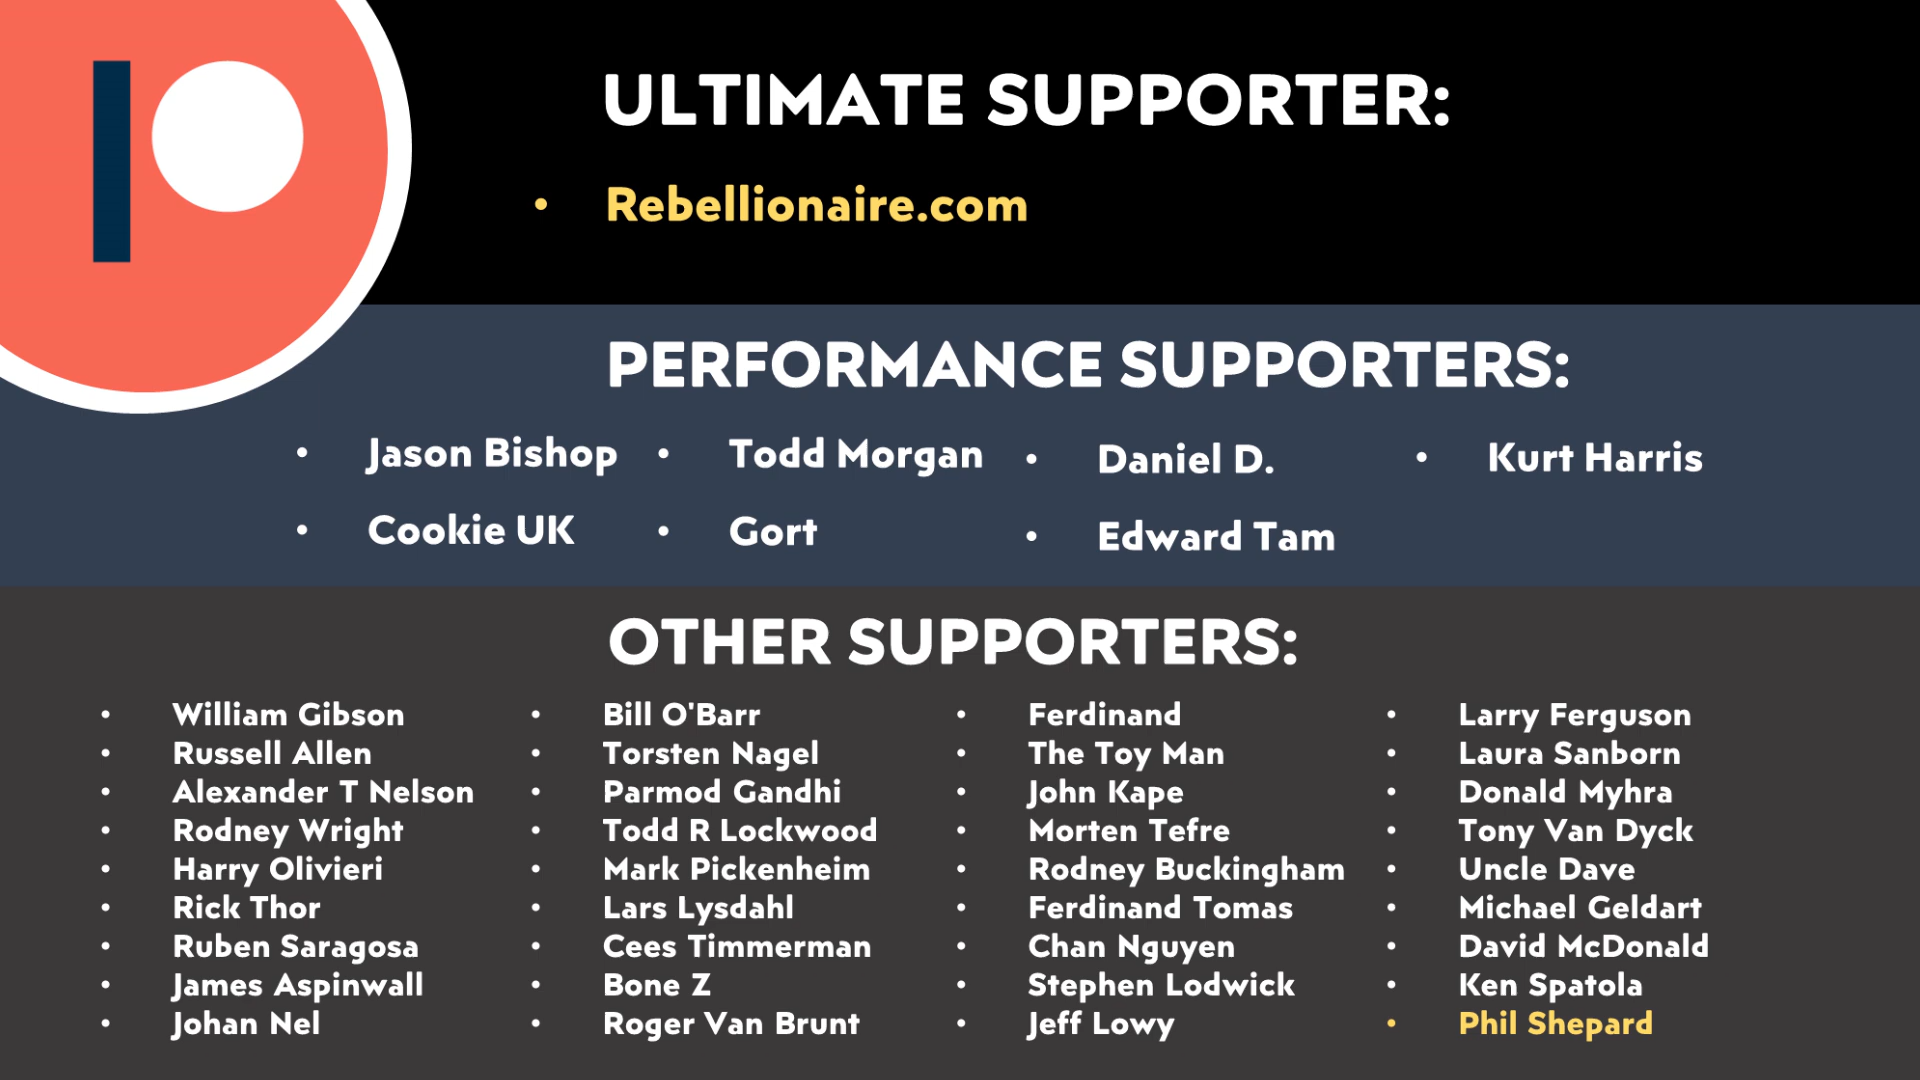 ULTIMATE SUPPORTER:
• Rebellionaire.com
PERFORMANCE SUPPORTERS:
• Jason Bishop
• Cookie UK
• Todd Morgan
• Gort
• Daniel D.
• Edward Tam
• Kurt Harris
OTHER SUPPORTERS:
• William Gibson
• Russell Allen
• Alexander T Nelson
• Rodney Wright
• Harry Olivieri
• Rick Thor
• Ruben Saragosa
• James Aspinwall
• Johan Nel
• Bill O'Barr
• Torsten Nagel
• Parmod Gandhi
• Todd R Lockwood
• Mark Pickenheim
• Lars Lysdahl
• Cees Timmerman
• Bone Z
• Roger Van Brunt
• Ferdinand
• The Toy Man
• John Kape
• Morten Tefre
• Rodney Buckingham
• Ferdinand Tomas
• Chan Nguyen
• Stephen Lodwick
• Jeff Lowy
• Larry Ferguson
• Laura Sanborn
• Donald Myhra
• Tony Van Dyck
• Uncle Dave
• Michael Geldart
• David McDonald
• Ken Spatola
• Phil Shepard